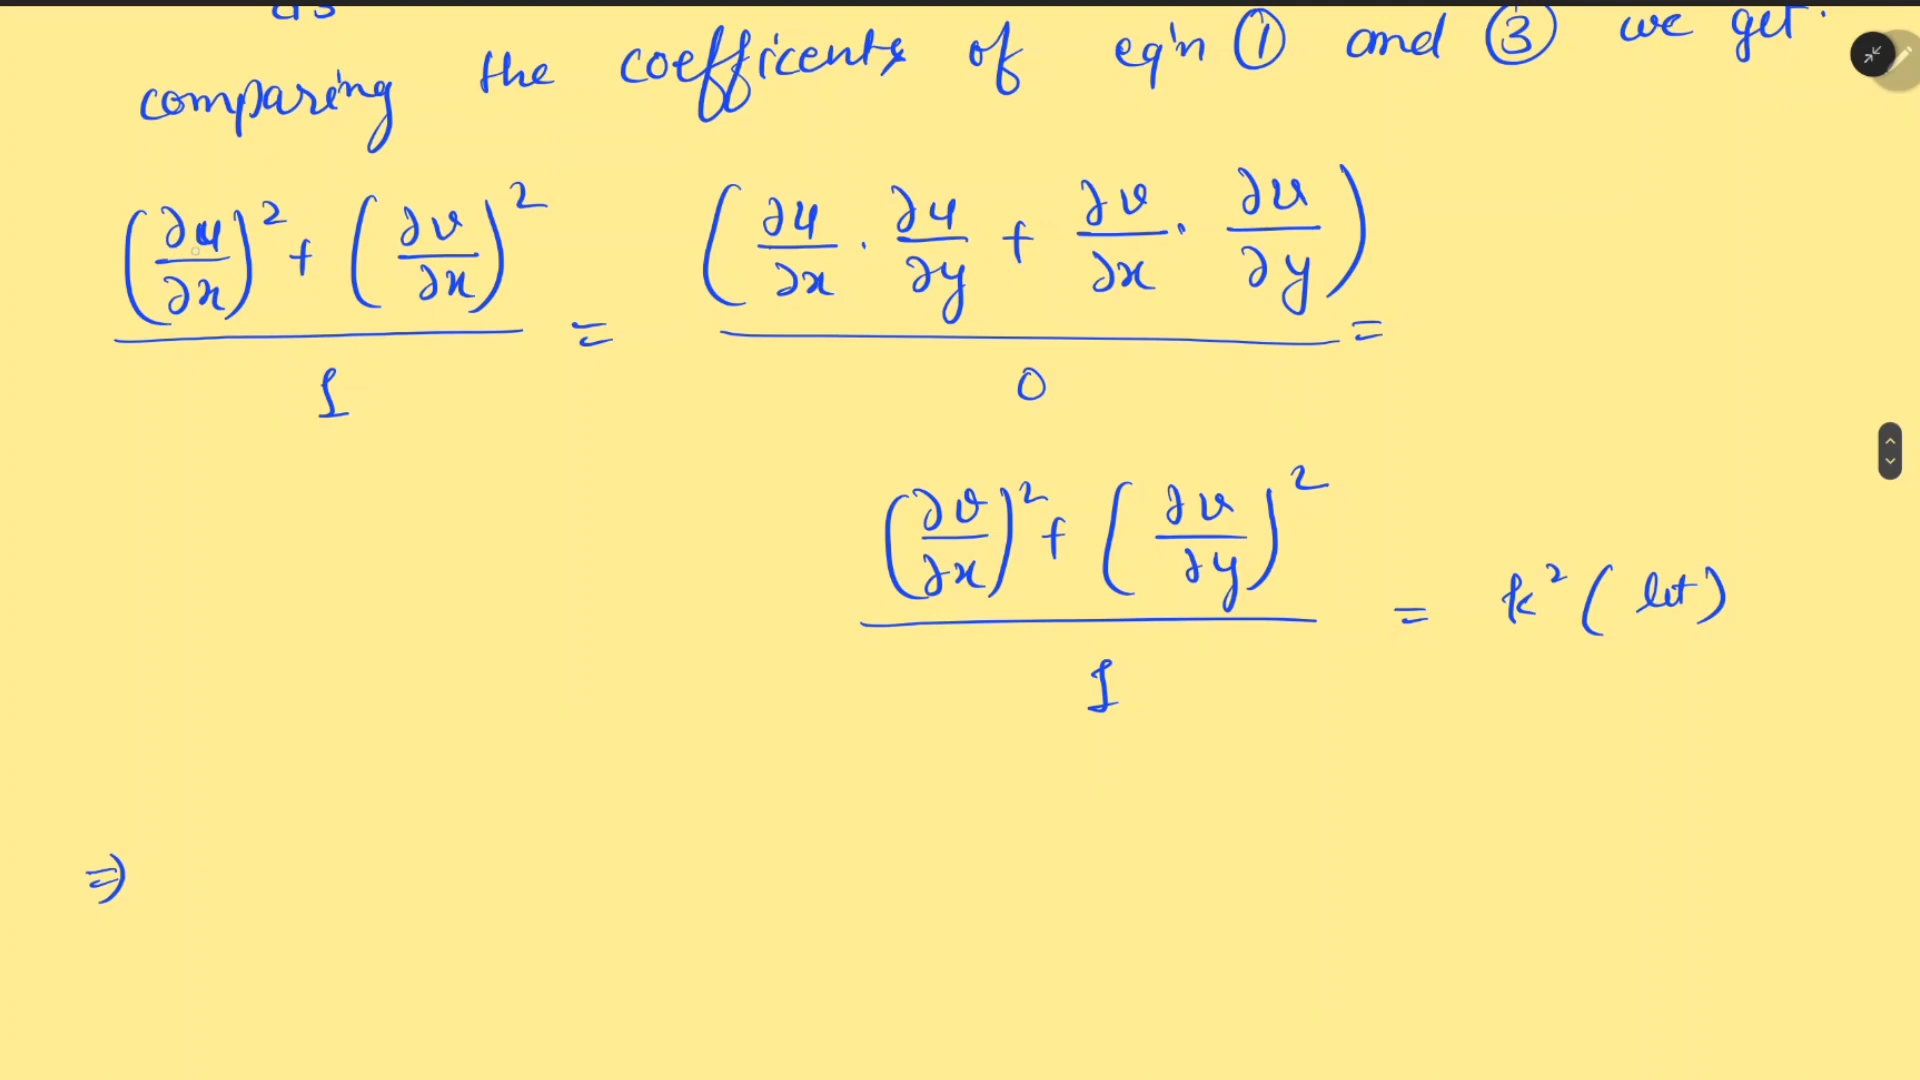 comparing the coefficents of eq'n ① and ③ we get.
(∂u/∂x)² + (∂v/∂x)² / 1 = (∂u/∂x · ∂u/∂y + ∂v/∂x · ∂v/∂y) / 0 =
(∂v/∂x)² + (∂v/∂y)² / 1 = k² ( let)
⇒